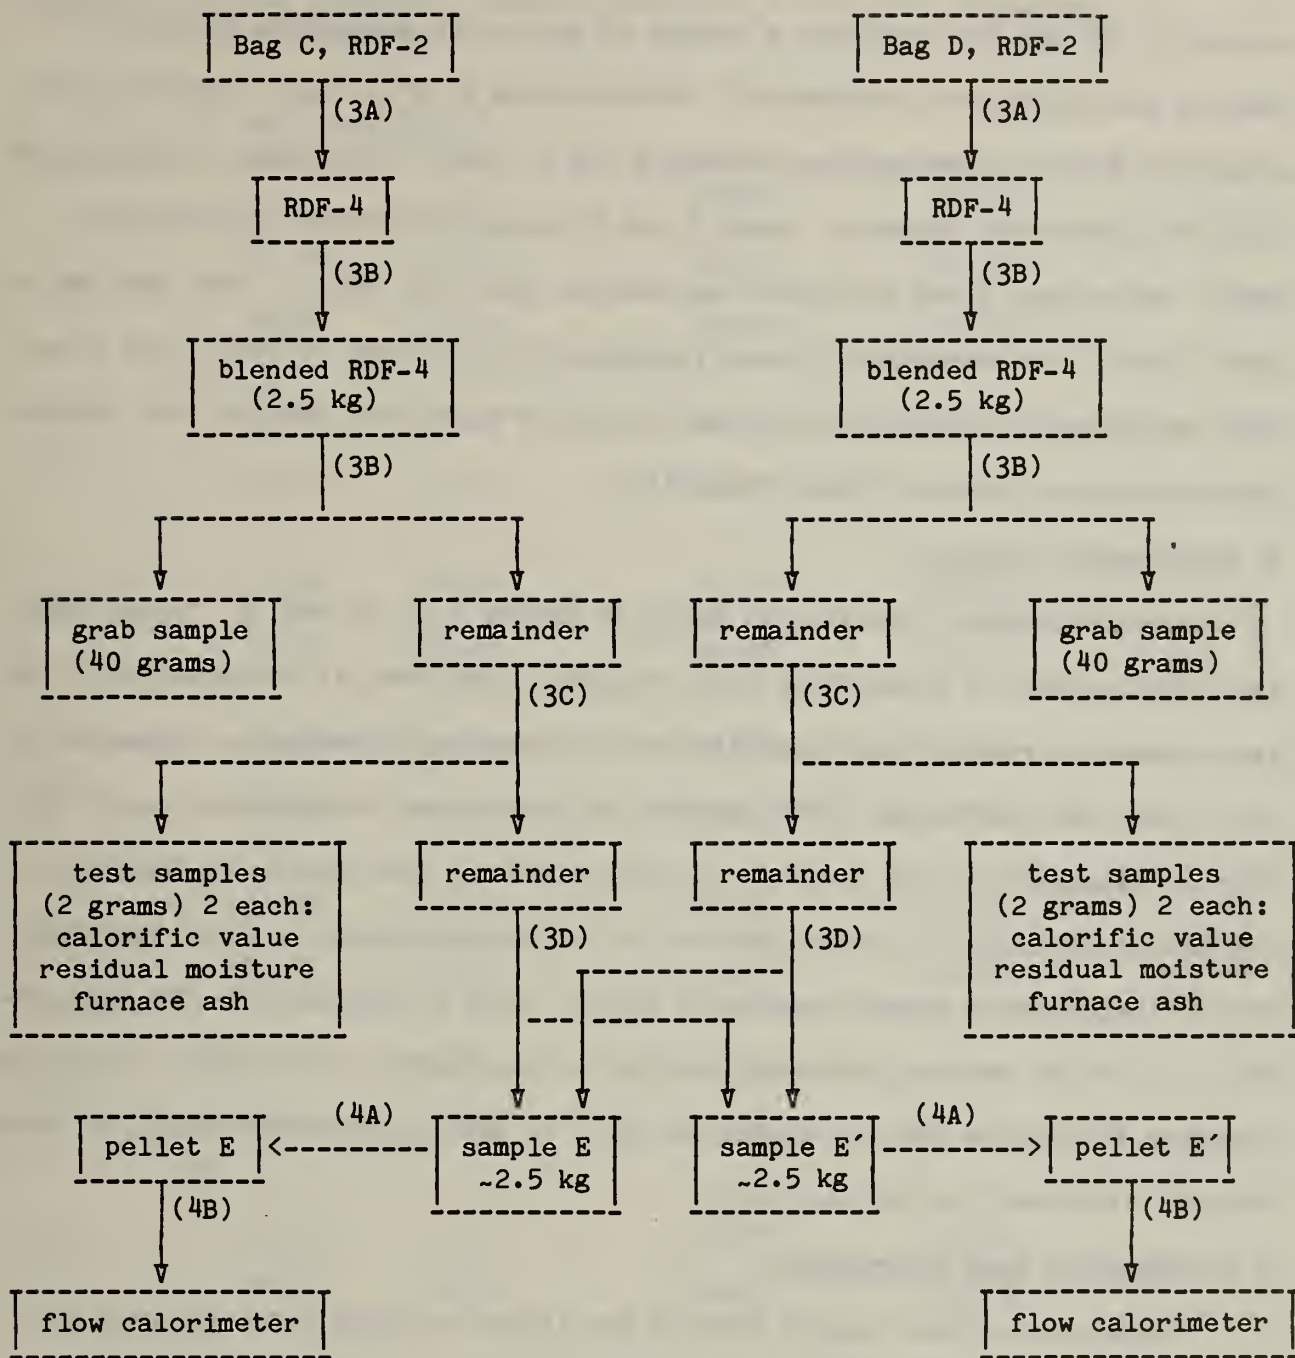 Bag C, RDF-2 Bag D, RDF-2
(3A) (3A)
RDF-4 RDF-4
(3B) (3B)
blended RDF-4 blended RDF-4
(2.5 kg) (2.5 kg)
(3B) (3B)
grab sample remainder remainder grab sample
(40 grams) (40 grams)
(3C) (3C)
test samples remainder remainder test samples
(2 grams) 2 each: (2 grams) 2 each:
calorific value (3D) (3D) calorific value
residual moisture residual moisture
furnace ash furnace ash
(4A) (4A)
pellet E sample E sample E´ pellet E´
~2.5 kg ~2.5 kg
(4B) (4B)
flow calorimeter flow calorimeter